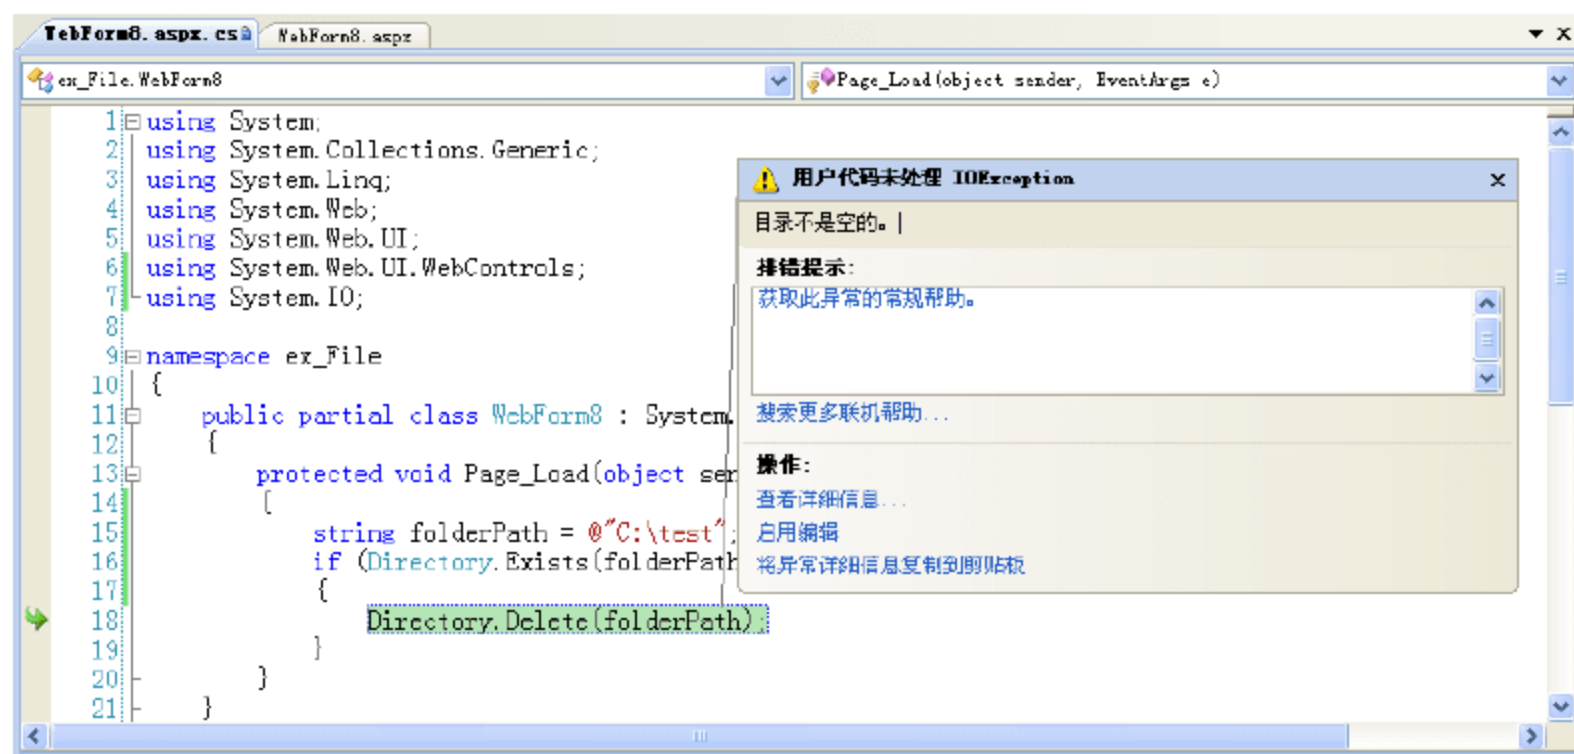 WebForm8.aspx.cs
WebForm8.aspx
ex_File.WebForm8
Page_Load(object sender, EventArgs e)
1 using System;
2 using System.Collections.Generic;
3 using System.Linq;
4 using System.Web;
5 using System.Web.UI;
6 using System.Web.UI.WebControls;
7 using System.IO;
8
9 namespace ex_File
10 {
11 public partial class WebForm8 : System.
12 {
13 protected void Page_Load(object sen
14 {
15 string folderPath = @"C:\test";
16 if (Directory.Exists(folderPath
17 {
18 Directory.Delete(folderPath);
19 }
20 }
21 }
用户代码未处理 IOException
目录不是空的。
排错提示:
获取此异常的常规帮助。
搜索更多联机帮助...
操作:
查看详细信息...
启用编辑
将异常详细信息复制到剪贴板